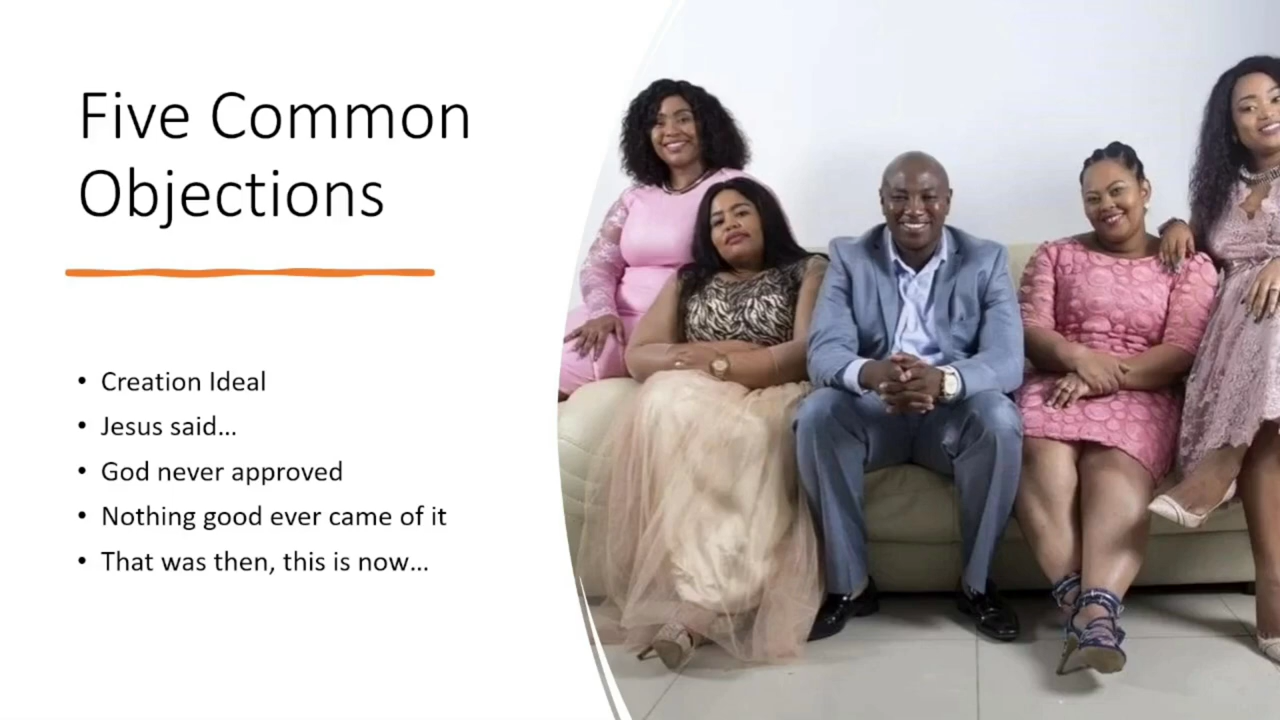 Five Common
Objections
• Creation Ideal
• Jesus said...
• God never approved
• Nothing good ever came of it
• That was then, this is now...